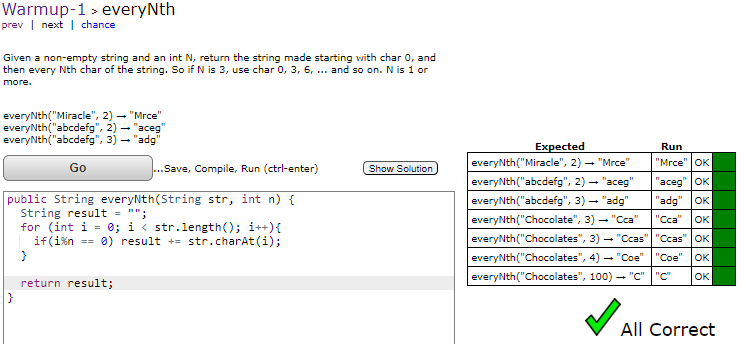 Warmup-1 > everyNth
prev | next | chance
Given a non-empty string and an int N, return the string made starting with char 0, and
then every Nth char of the string. So if N is 3, use char 0, 3, 6, ... and so on. N is 1 or
more.
everyNth("Miracle", 2) → "Mrce"
everyNth("abcdefg", 2) → "aceg"
everyNth("abcdefg", 3) → "adg"
Go
...Save, Compile, Run (ctrl-enter)
Show Solution
public String everyNth(String str, int n) {
  String result = "";
  for (int i = 0; i < str.length(); i++){
    if(i%n == 0) result += str.charAt(i);
  }
  return result;
}
Expected Run
everyNth("Miracle", 2) → "Mrce" "Mrce" OK
everyNth("abcdefg", 2) → "aceg" "aceg" OK
everyNth("abcdefg", 3) → "adg" "adg" OK
everyNth("Chocolate", 3) → "Cca" "Cca" OK
everyNth("Chocolates", 3) → "Ccas" "Ccas" OK
everyNth("Chocolates", 4) → "Coe" "Coe" OK
everyNth("Chocolates", 100) → "C" "C" OK
All Correct